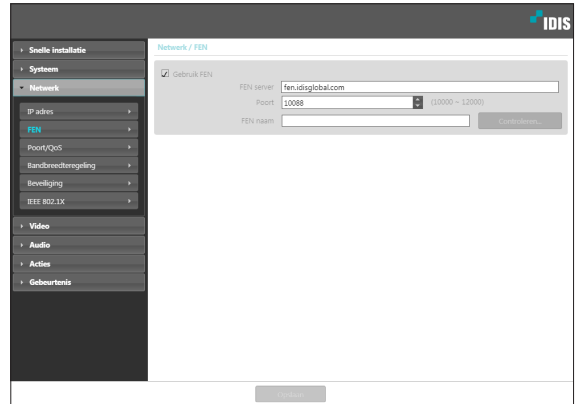 IDIS
Snelle installatie
Systeem
Netwerk
IP adres
FEN
Poort/QoS
Bandbreedteregeling
Beveiliging
IEEE 802.1X
Video
Audio
Acties
Gebeurtenis
Netwerk / FEN
Gebruik FEN
FEN server fen.idisglobal.com
Poort 10088 (10000 ~ 12000)
FEN naam Controleren...